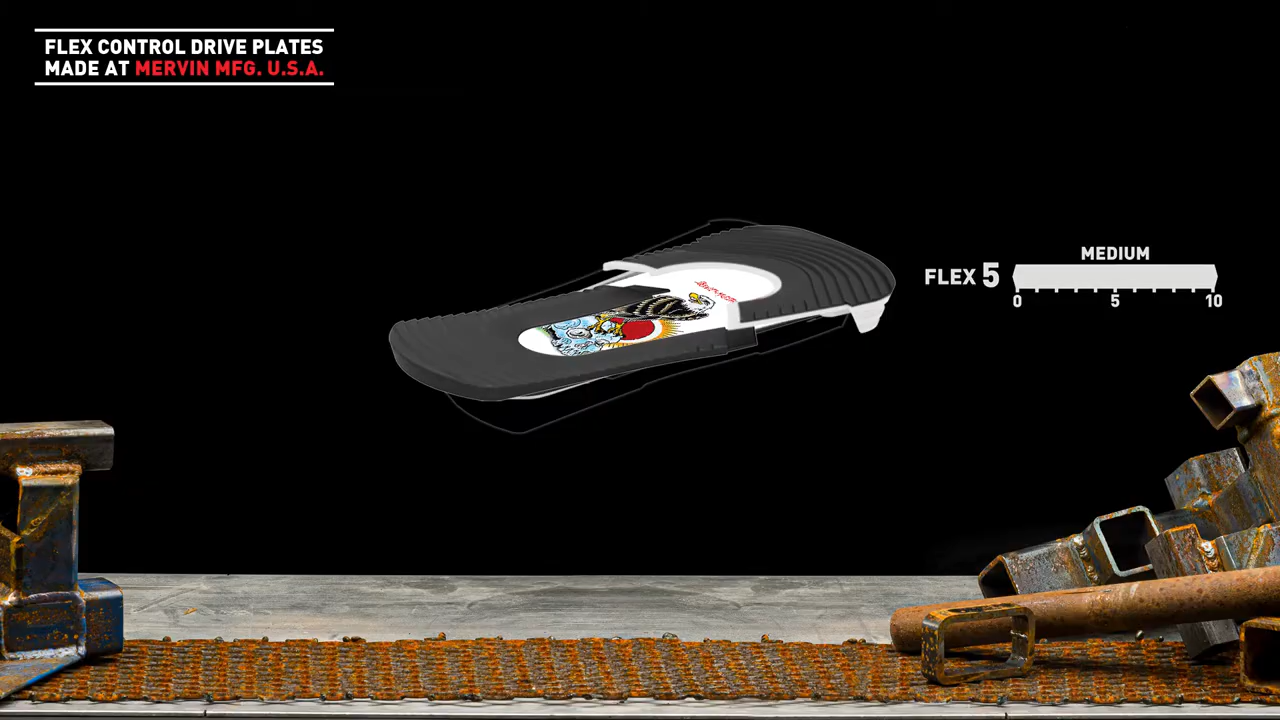 FLEX CONTROL DRIVE PLATES
MADE AT MERVIN MFG. U.S.A.
MEDIUM
FLEX 5
0 5 10